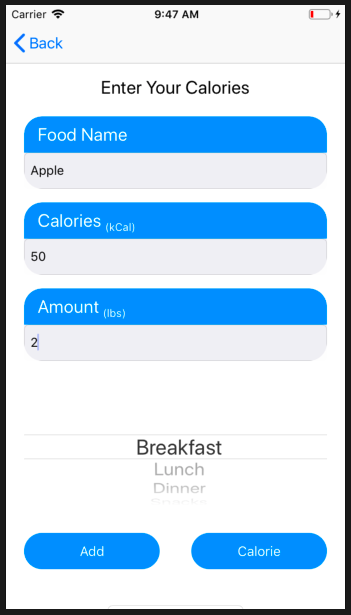 Carrier 9:47 AM
Back
Enter Your Calories
Food Name
Apple
Calories (kCal)
50
Amount (lbs)
2
Breakfast
Lunch
Dinner
Snacks
Add Calorie